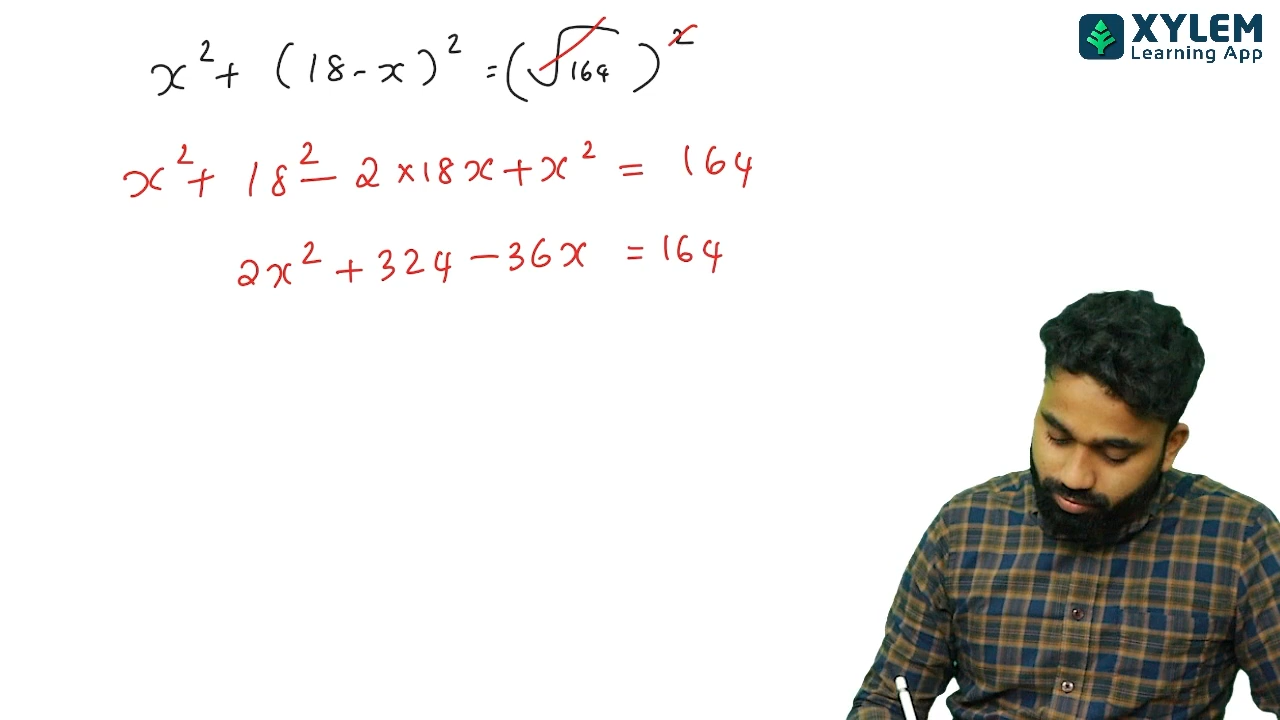 x² + (18 - x)² = (√164)²
x² + 18² - 2 × 18x + x² = 164
2x² + 324 - 36x = 164
XYLEM
Learning App